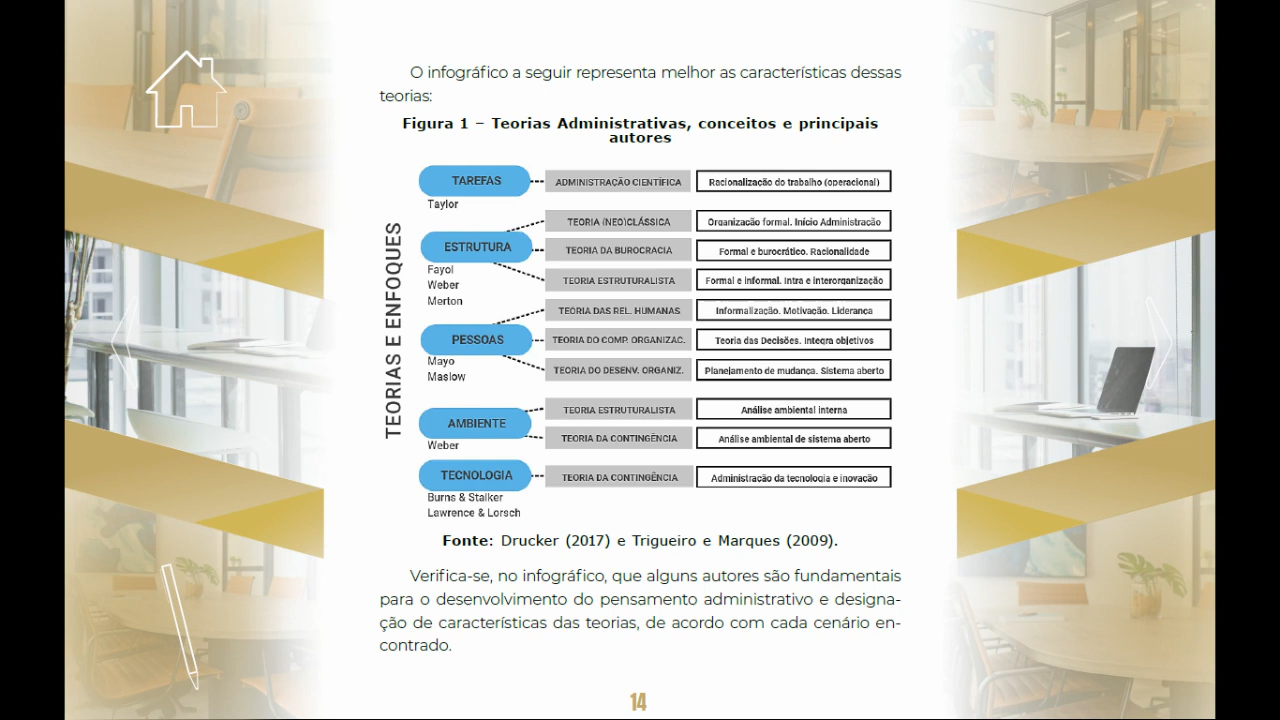 O infográfico a seguir representa melhor as características dessas
teorias:
Figura 1 – Teorias Administrativas, conceitos e principais
autores
TEORIAS E ENFOQUES
TAREFAS
ADMINISTRAÇÃO CIENTÍFICA
Racionalização do trabalho (operacional)
Taylor
TEORIA (NEO)CLÁSSICA
Organização formal. Início Administração
ESTRUTURA
TEORIA DA BUROCRACIA
Formal e burocrático. Racionalidade
Fayol
Weber
Merton
TEORIA ESTRUTURALISTA
Formal e informal. Intra e interorganização
TEORIA DAS REL. HUMANAS
Informalização. Motivação. Liderança
PESSOAS
TEORIA DO COMP. ORGANIZAC.
Teoria das Decisões. Integra objetivos
Mayo
Maslow
TEORIA DO DESENV. ORGANIZ.
Planejamento de mudança. Sistema aberto
TEORIA ESTRUTURALISTA
Análise ambiental interna
AMBIENTE
Weber
TEORIA DA CONTINGÊNCIA
Análise ambiental de sistema aberto
TECNOLOGIA
TEORIA DA CONTINGÊNCIA
Administração da tecnologia e inovação
Burns & Stalker
Lawrence & Lorsch
Fonte: Drucker (2017) e Trigueiro e Marques (2009).
Verifica-se, no infográfico, que alguns autores são fundamentais
para o desenvolvimento do pensamento administrativo e designa-
ção de características das teorias, de acordo com cada cenário en-
contrado.
14